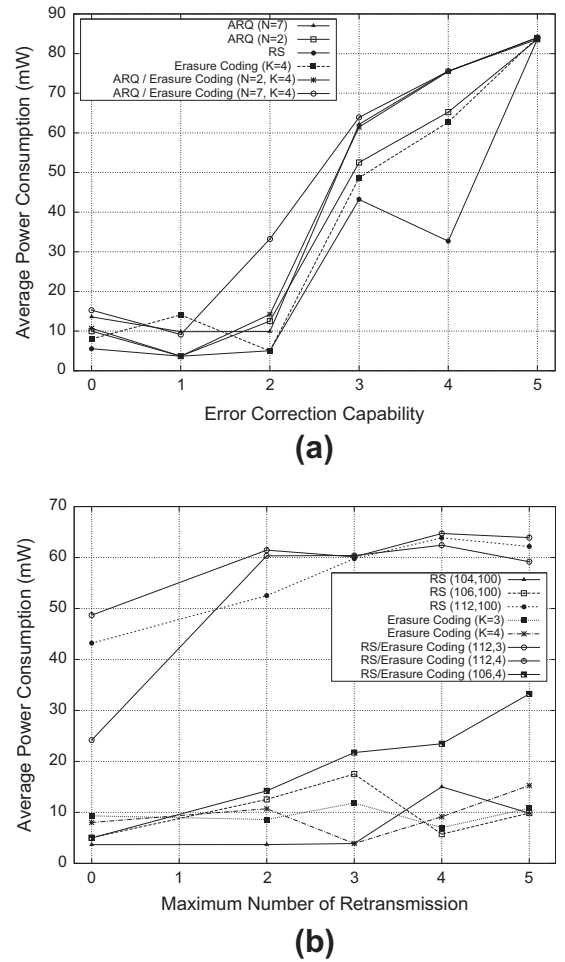 90
80
70
60
50
40
30
20
10
0
Average Power Consumption (mW)
ARQ (N=7)
ARQ (N=2)
RS
Erasure Coding (K=4)
ARQ / Erasure Coding (N=2, K=4)
ARQ / Erasure Coding (N=7, K=4)
0 1 2 3 4 5
Error Correction Capability
(a)
70
60
50
40
30
20
10
0
Average Power Consumption (mW)
RS (104,100)
RS (106,100)
RS (112,100)
Erasure Coding (K=3)
Erasure Coding (K=4)
RS/Erasure Coding (112,3)
RS/Erasure Coding (112,4)
RS/Erasure Coding (106,4)
0 1 2 3 4 5
Maximum Number of Retransmission
(b)